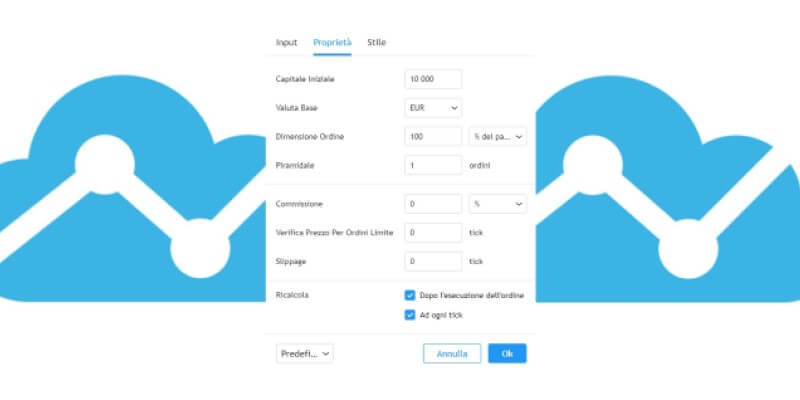 Input Proprietà Stile
Capitale Iniziale 10 000
Valuta Base EUR
Dimensione Ordine 100 % del pa...
Piramidale 1 ordini
Commissione 0 %
Verifica Prezzo Per Ordini Limite 0 tick
Slippage 0 tick
Ricalcola Dopo l'esecuzione dell'ordine
Ad ogni tick
Predefi... Annulla Ok